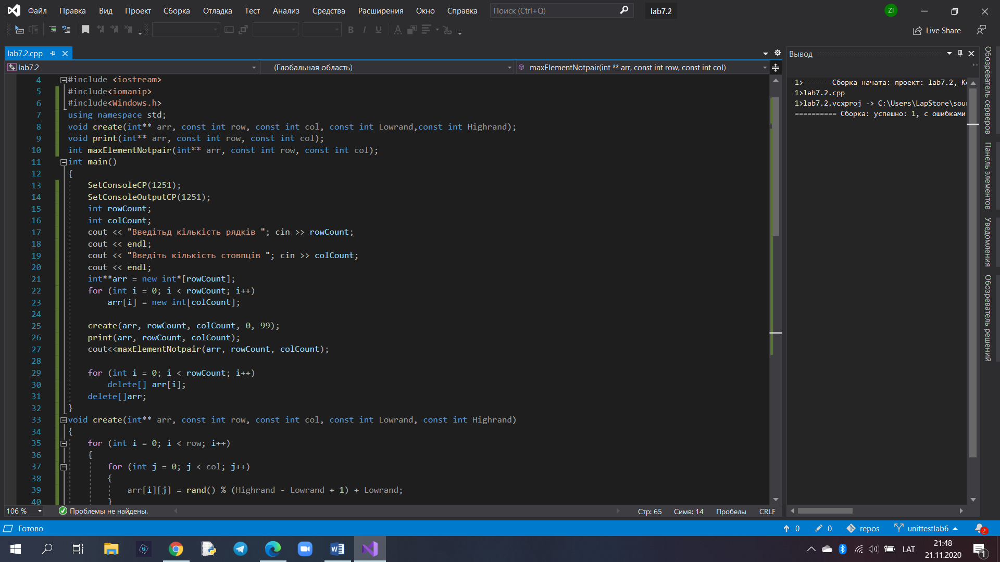 Файл Правка Вид Проект Сборка Отладка Тест Анализ Средства Расширения Окно Справка Поиск (Ctrl+Q) lab7.2 ZI
B I U A Live Share
lab7.2.cpp
lab7.2 (Глобальная область) maxElementNotpair(int ** arr, const int row, const int col)
4 #include <iostream>
5 #include<iomanip>
6 #include<Windows.h>
7 using namespace std;
8 void create(int** arr, const int row, const int col, const int Lowrand,const int Highrand);
9 void print(int** arr, const int row, const int col);
10 int maxElementNotpair(int** arr, const int row, const int col);
11 int main()
12 {
13 SetConsoleCP(1251);
14 SetConsoleOutputCP(1251);
15 int rowCount;
16 int colCount;
17 cout << "Введітьд кількість рядків "; cin >> rowCount;
18 cout << endl;
19 cout << "Введіть кількість стовпців "; cin >> colCount;
20 cout << endl;
21 int**arr = new int*[rowCount];
22 for (int i = 0; i < rowCount; i++)
23 arr[i] = new int[colCount];
24
25 create(arr, rowCount, colCount, 0, 99);
26 print(arr, rowCount, colCount);
27 cout<<maxElementNotpair(arr, rowCount, colCount);
28
29 for (int i = 0; i < rowCount; i++)
30 delete[] arr[i];
31 delete[]arr;
32 }
33 void create(int** arr, const int row, const int col, const int Lowrand, const int Highrand)
34 {
35 for (int i = 0; i < row; i++)
36 {
37 for (int j = 0; j < col; j++)
38 {
39 arr[i][j] = rand() % (Highrand - Lowrand + 1) + Lowrand;
40 }
106 % Проблемы не найдены. Стр: 65 Симв: 14 Пробелы CRLF
Вывод
1>------ Сборка начата: проект: lab7.2, Ко
1>lab7.2.cpp
1>lab7.2.vcxproj -> C:\Users\LapStore\sour
========== Сборка: успешно: 1, с ошибками
Обозреватель серверов
Панель элементов
Уведомления
Обозреватель решений
Готово 0 0 repos unittestlab6 2
LAT 21:48
21.11.2020 1